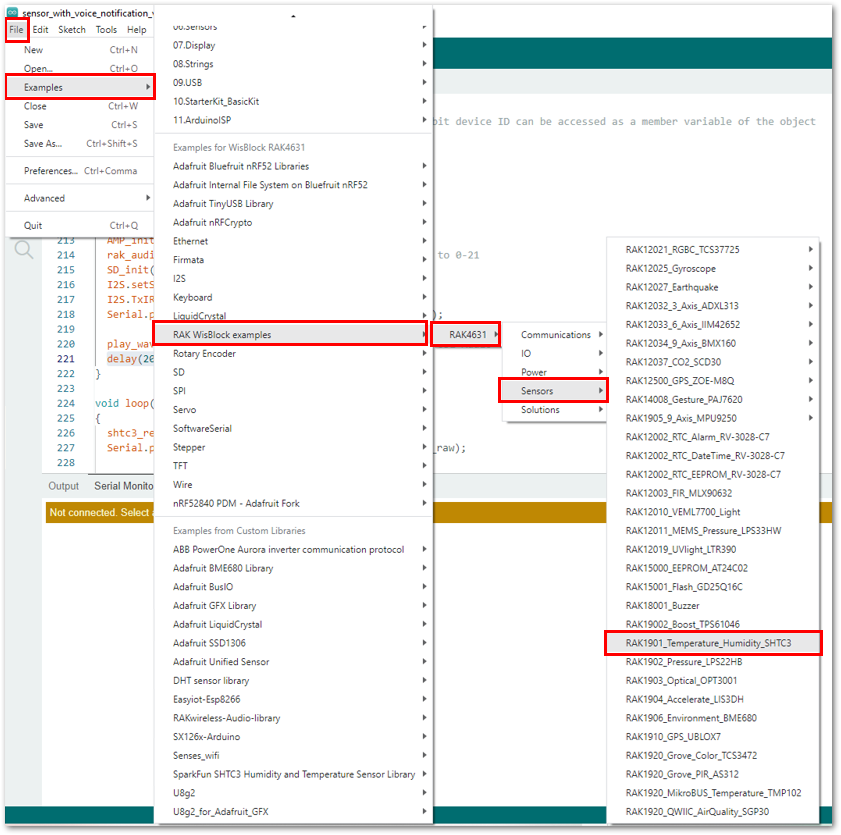 sensor_with_voice_notification_v
File Edit Sketch Tools Help
New Ctrl+N
Open... Ctrl+O
Examples
Close Ctrl+W
Save Ctrl+S
Save As... Ctrl+Shift+S
Preferences... Ctrl+Comma
Advanced
Quit Ctrl+Q
06.Sensors
07.Display
08.Strings
09.USB
10.StarterKit_BasicKit
11.ArduinoISP
Examples for WisBlock RAK4631
Adafruit Bluefruit nRF52 Libraries
Adafruit Internal File System on Bluefruit nRF52
Adafruit TinyUSB Library
Adafruit nRFCrypto
Ethernet
Firmata
I2S
Keyboard
LiquidCrystal
RAK WisBlock examples
Rotary Encoder
SD
SPI
Servo
SoftwareSerial
Stepper
TFT
Wire
nRF52840 PDM - Adafruit Fork
Examples from Custom Libraries
ABB PowerOne Aurora inverter communication protocol
Adafruit BME680 Library
Adafruit BusIO
Adafruit GFX Library
Adafruit LiquidCrystal
Adafruit SSD1306
Adafruit Unified Sensor
DHT sensor library
Easyiot-Esp8266
RAKwireless-Audio-library
SX126x-Arduino
Senses_wifi
SparkFun SHTC3 Humidity and Temperature Sensor Library
U8g2
U8g2_for_Adafruit_GFX
RAK4631
Communications
IO
Power
Sensors
Solutions
RAK12021_RGBC_TCS37725
RAK12025_Gyroscope
RAK12027_Earthquake
RAK12032_3_Axis_ADXL313
RAK12033_6_Axis_IIM42652
RAK12034_9_Axis_BMX160
RAK12037_CO2_SCD30
RAK12500_GPS_ZOE-M8Q
RAK14008_Gesture_PAJ7620
RAK1905_9_Axis_MPU9250
RAK12002_RTC_Alarm_RV-3028-C7
RAK12002_RTC_DateTime_RV-3028-C7
RAK12002_RTC_EEPROM_RV-3028-C7
RAK12003_FIR_MLX90632
RAK12010_VEML7700_Light
RAK12011_MEMS_Pressure_LPS33HW
RAK12019_UVlight_LTR390
RAK15000_EEPROM_AT24C02
RAK15001_Flash_GD25Q16C
RAK18001_Buzzer
RAK19002_Boost_TPS61046
RAK1901_Temperature_Humidity_SHTC3
RAK1902_Pressure_LPS22HB
RAK1903_Optical_OPT3001
RAK1904_Accelerate_LIS3DH
RAK1906_Environment_BME680
RAK1910_GPS_UBLOX7
RAK1920_Grove_Color_TCS3472
RAK1920_Grove_PIR_AS312
RAK1920_MikroBUS_Temperature_TMP102
RAK1920_QWIIC_AirQuality_SGP30
bit device ID can be accessed as a member variable of the object
213 AMP_init
214 rak_audi to 0-21
215 SD_init(
216 I2S.setS
217 I2S.TxIR
218 Serial.p );
219
220 play_wav
221 delay(20
222 }
223
224 void loop(
225 {
226 shtc3_re
227 Serial.p _raw);
228
Output Serial Monito
Not connected. Select a